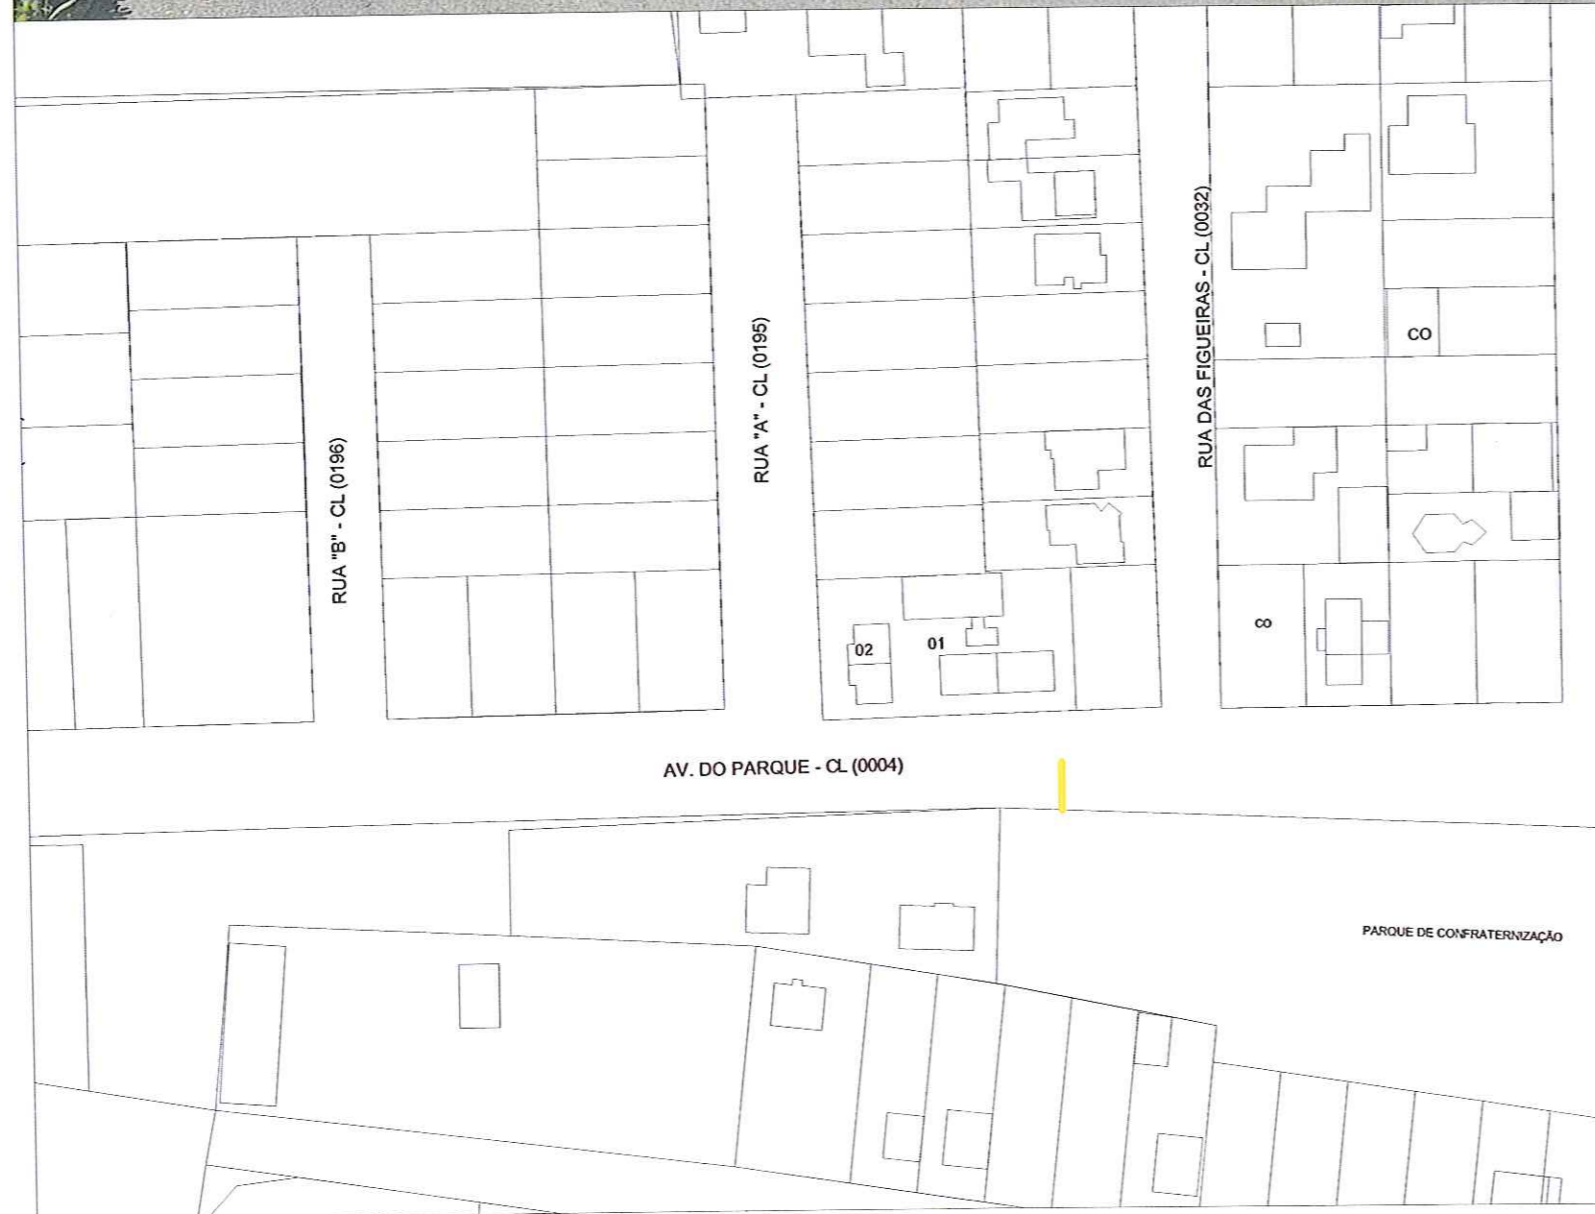 RUA DAS FIGUEIRAS - CL (0032)
RUA "A" - CL (0195)
CO
RUA "B" - CL (0196)
CO
02
01
AV. DO PARQUE - CL (0004)
PARQUE DE CONFRATERNIZAÇÃO